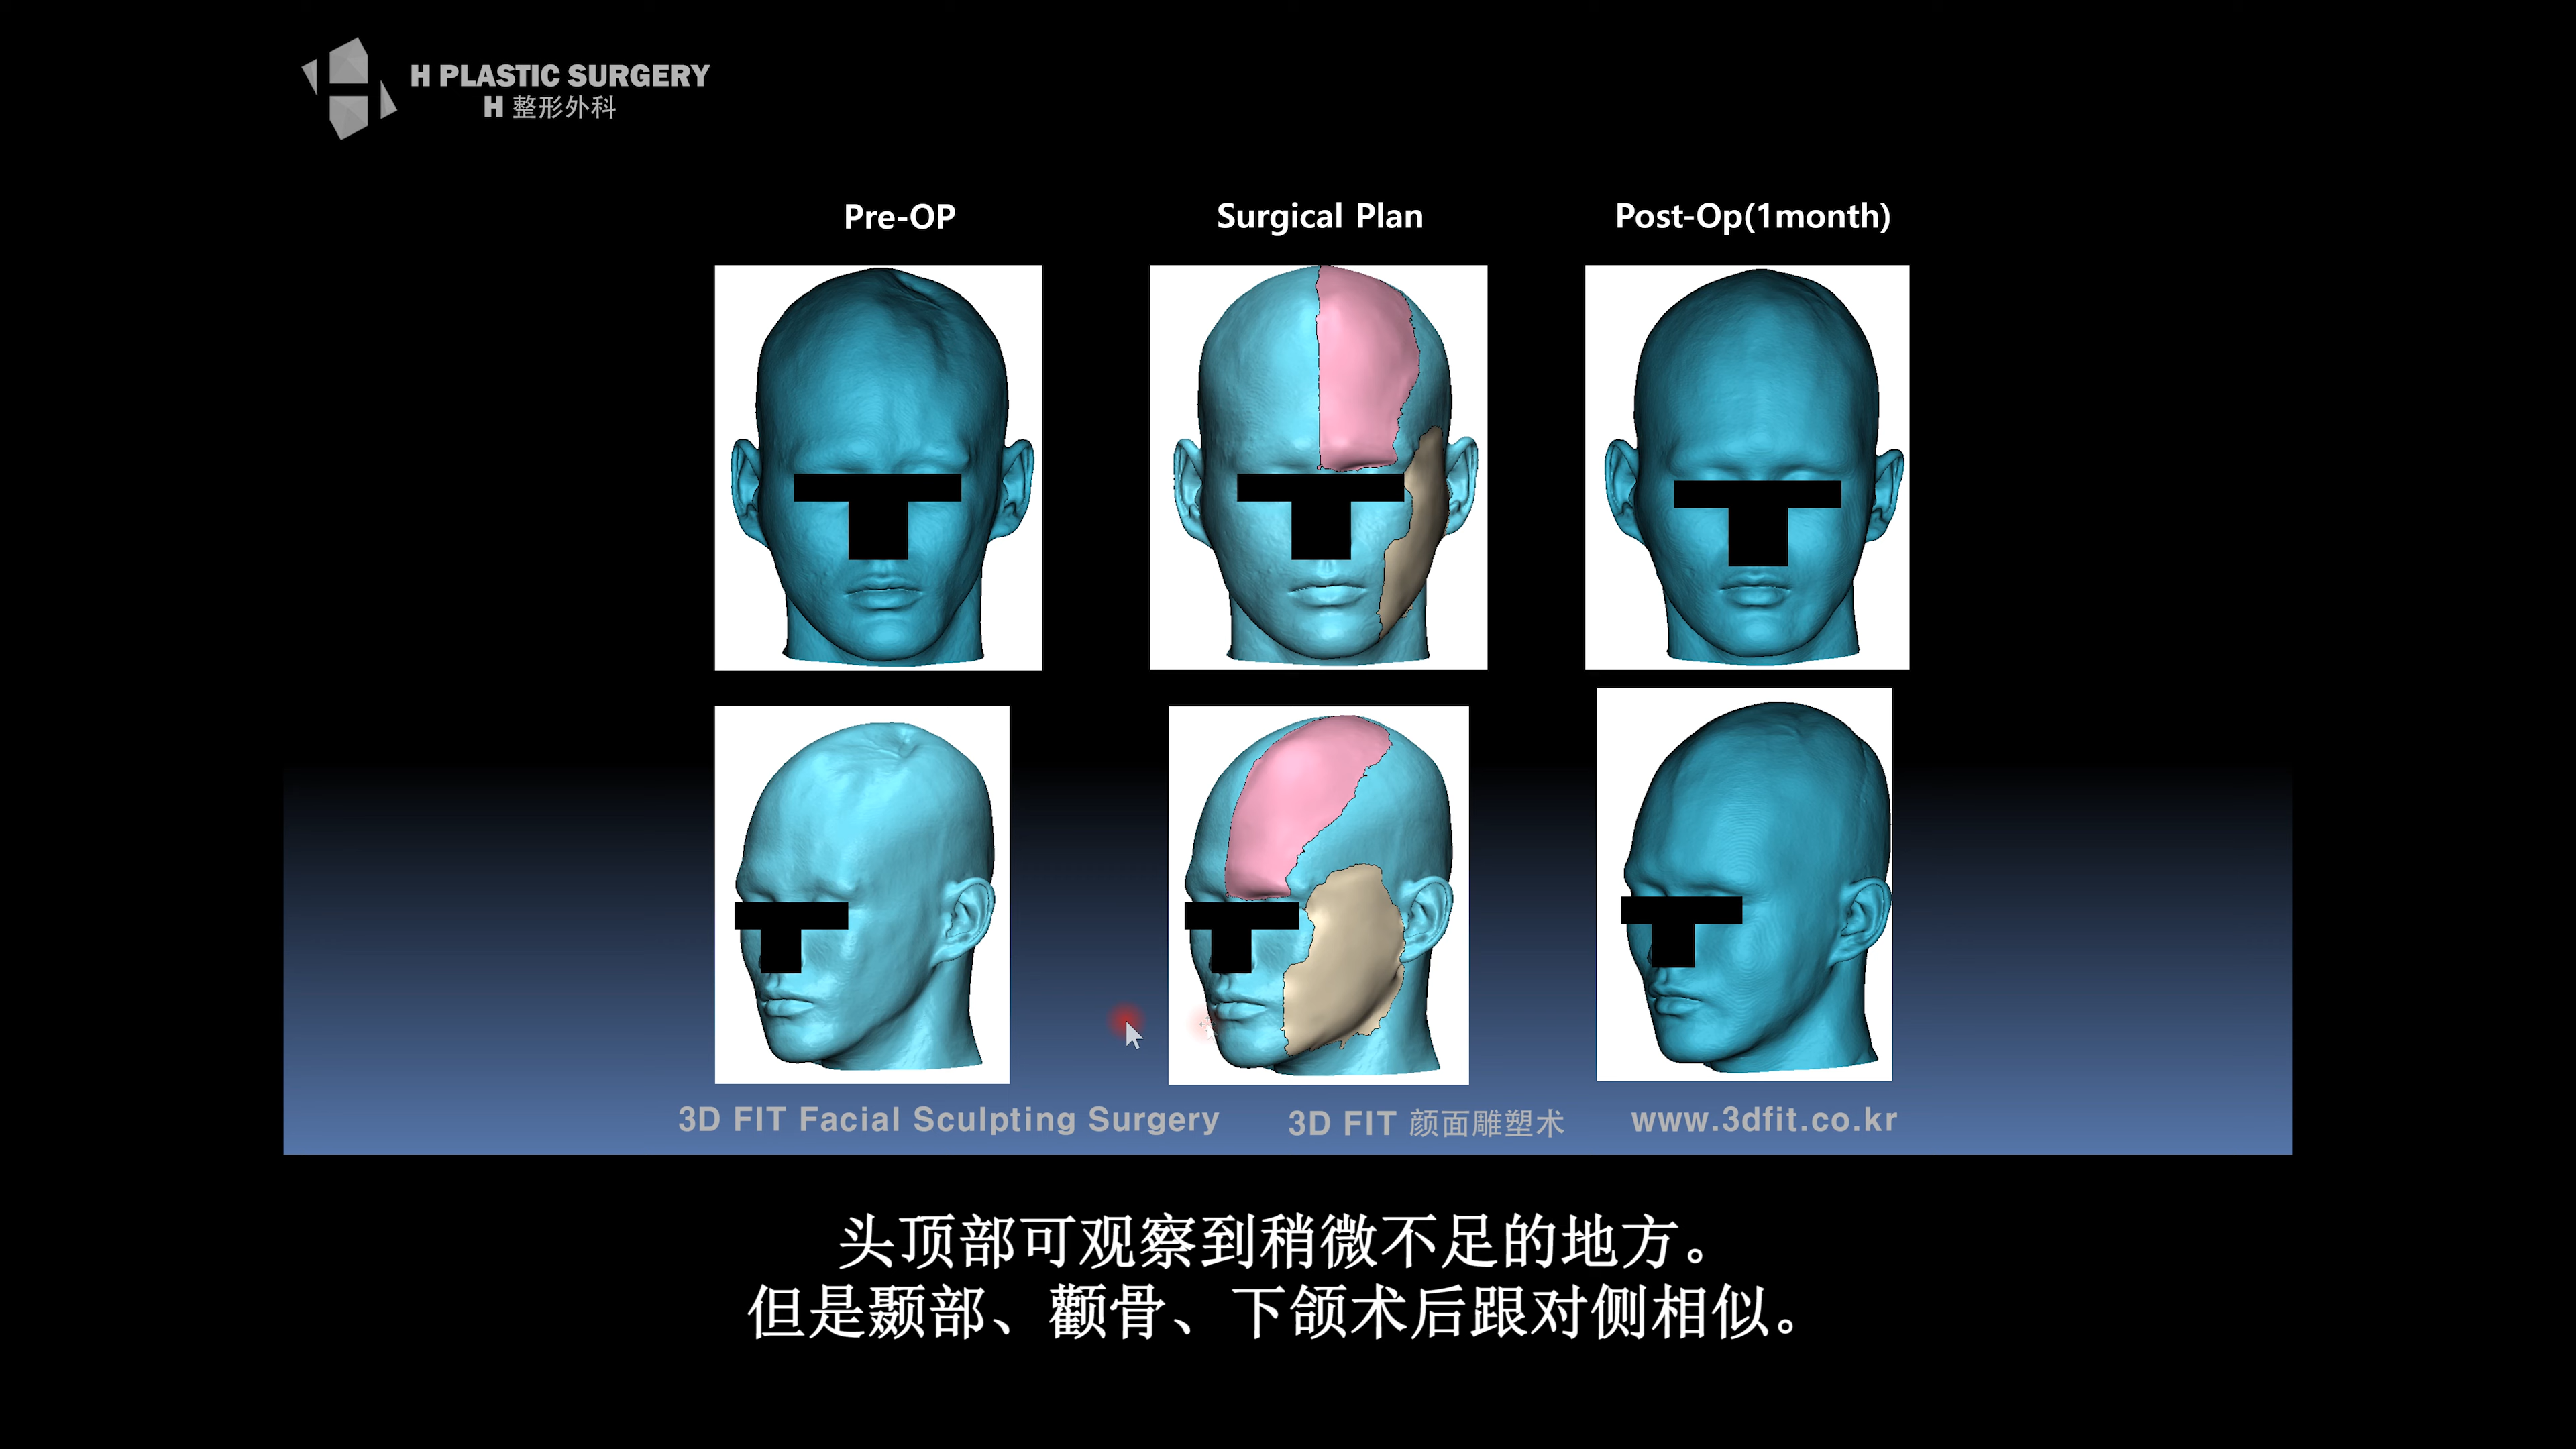 H PLASTIC SURGERY
H 整形外科
Pre-OP
Surgical Plan
Post-Op(1month)
3D FIT Facial Sculpting Surgery
3D FIT 颜面雕塑术
www.3dfit.co.kr
头顶部可观察到稍微不足的地方。
但是颞部、颧骨、下颌术后跟对侧相似。